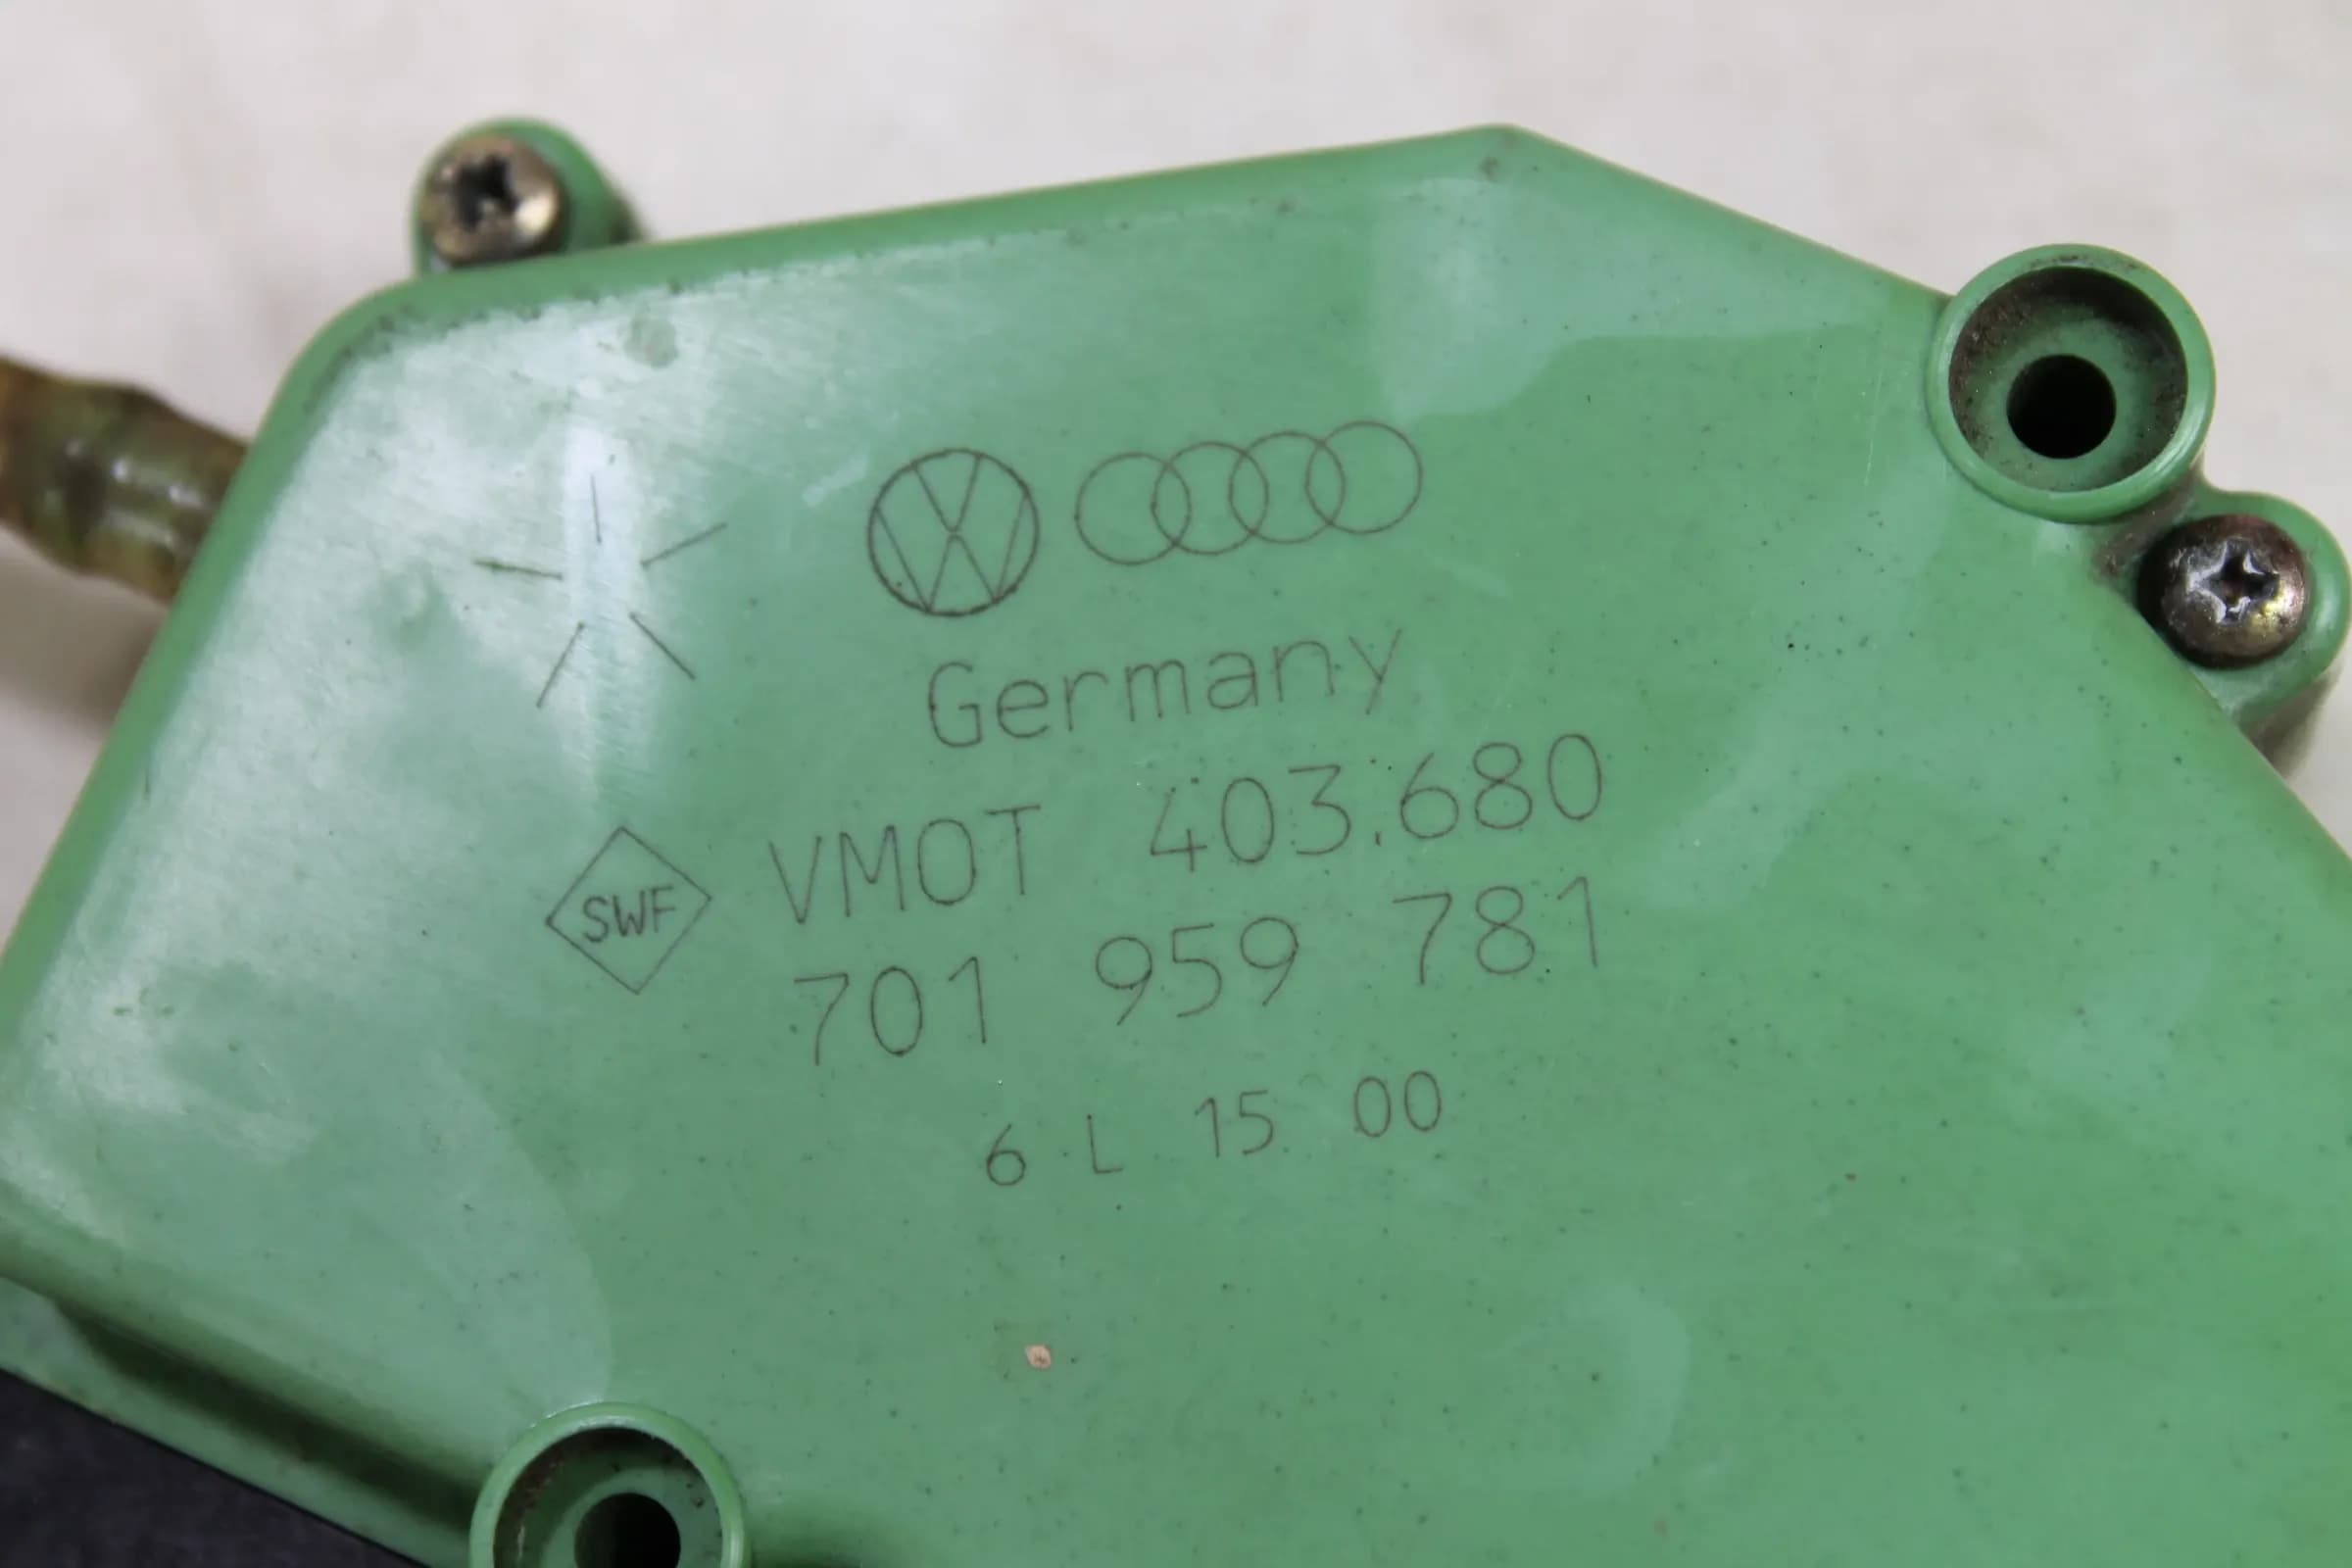 Germany
SWF VMOT 403.680
701 959 781
6 L 15 00